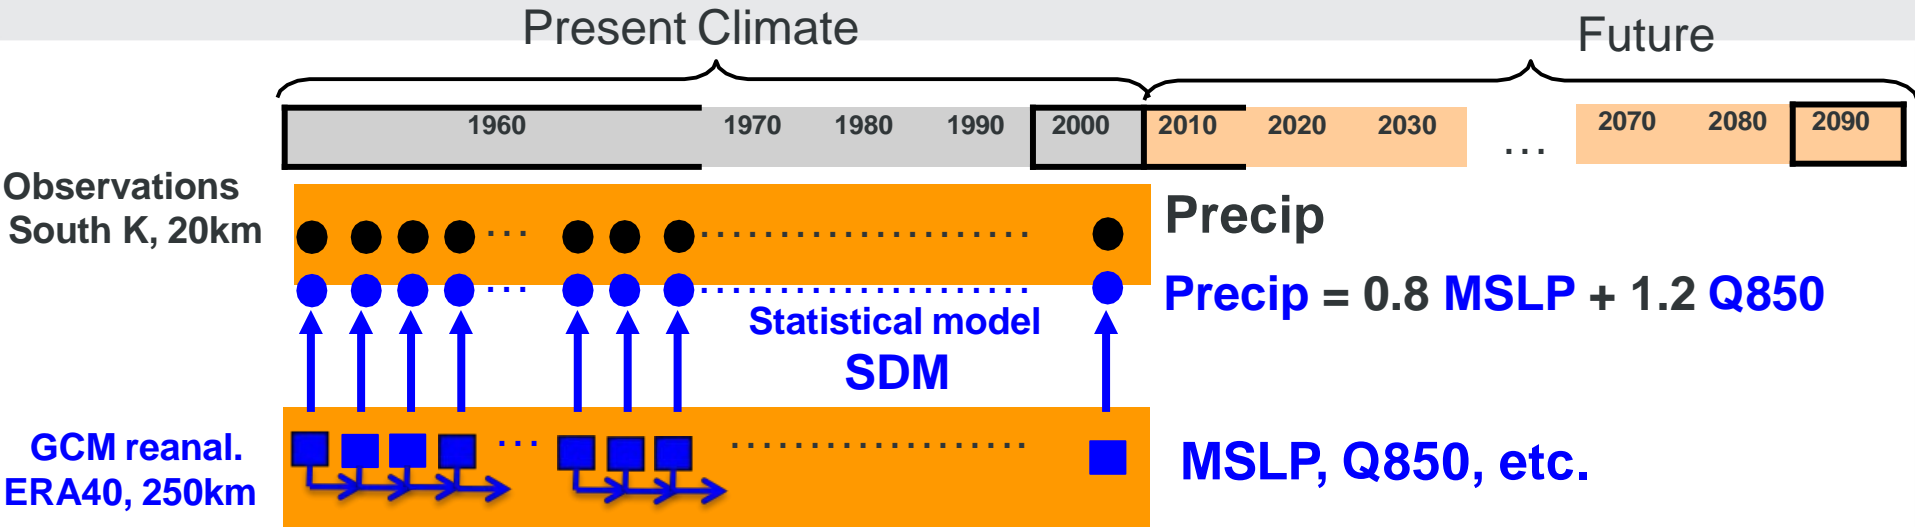 Present Climate
Future
1960 1970 1980 1990 2000 2010 2020 2030 ... 2070 2080 2090
Observations
South K, 20km
...
Precip
...
Precip = 0.8 MSLP + 1.2 Q850
Statistical model
SDM
GCM reanal.
ERA40, 250km
...
MSLP, Q850, etc.